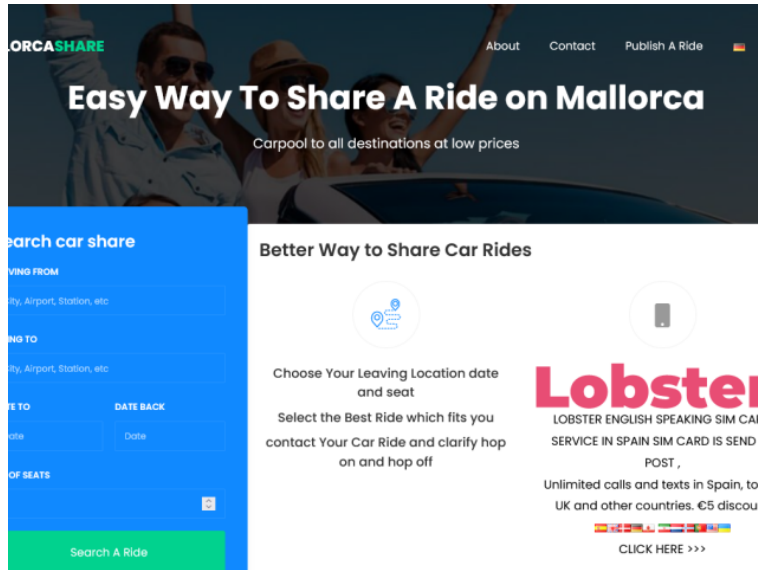 LORCASHARE
About Contact Publish A Ride
Easy Way To Share A Ride on Mallorca
Carpool to all destinations at low prices
earch car share
VING FROM
City, Airport, Station, etc
NG TO
City, Airport, Station, etc
TE TO DATE BACK
Date Date
OF SEATS
Search A Ride
Better Way to Share Car Rides
Choose Your Leaving Location date
and seat
Select the Best Ride which fits you
contact Your Car Ride and clarify hop
on and hop off
Lobster
LOBSTER ENGLISH SPEAKING SIM CAR
SERVICE IN SPAIN SIM CARD IS SEND
POST ,
Unlimited calls and texts in Spain, to
UK and other countries. €5 discou
CLICK HERE >>>